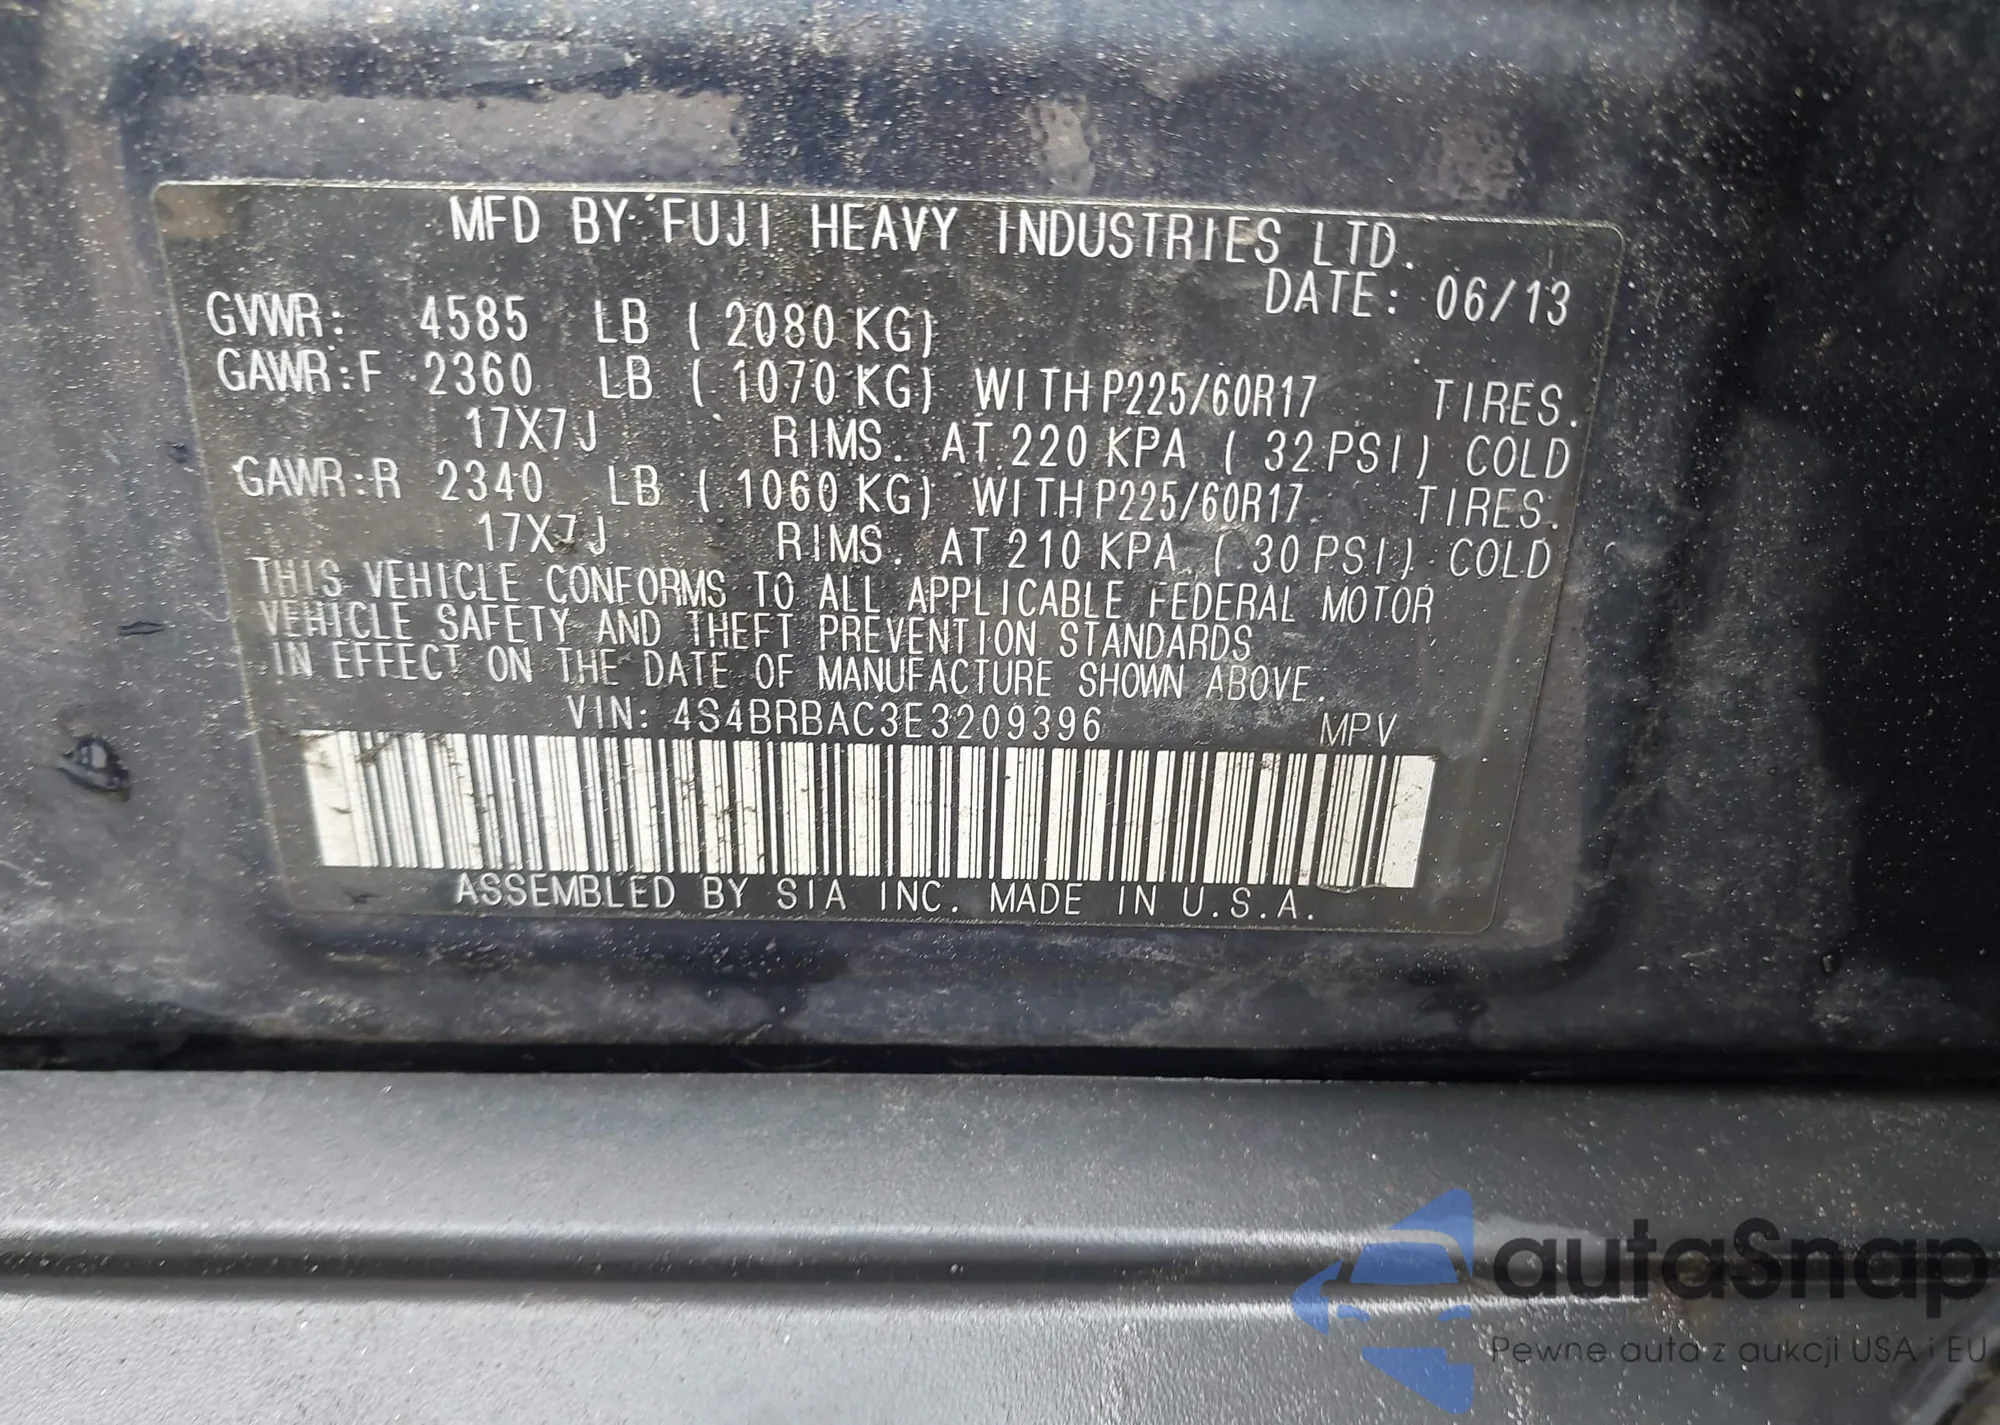 MFD BY FUJI HEAVY INDUSTRIES LTD.
DATE: 06/13
GVWR: 4585 LB ( 2080 KG)
GAWR:F 2360 LB ( 1070 KG) WITH P225/60R17 TIRES.
17X7J RIMS. AT 220 KPA ( 32 PSI) COLD
GAWR:R 2340 LB ( 1060 KG) WITH P225/60R17 TIRES.
17X7J RIMS. AT 210 KPA ( 30 PSI) COLD
THIS VEHICLE CONFORMS TO ALL APPLICABLE FEDERAL MOTOR
VEHICLE SAFETY AND THEFT PREVENTION STANDARDS
IN EFFECT ON THE DATE OF MANUFACTURE SHOWN ABOVE.
VIN: 4S4BRBAC3E3209396 MPV
ASSEMBLED BY SIA INC. MADE IN U.S.A.
autaSnap
Pewne auta z aukcji USA i EU